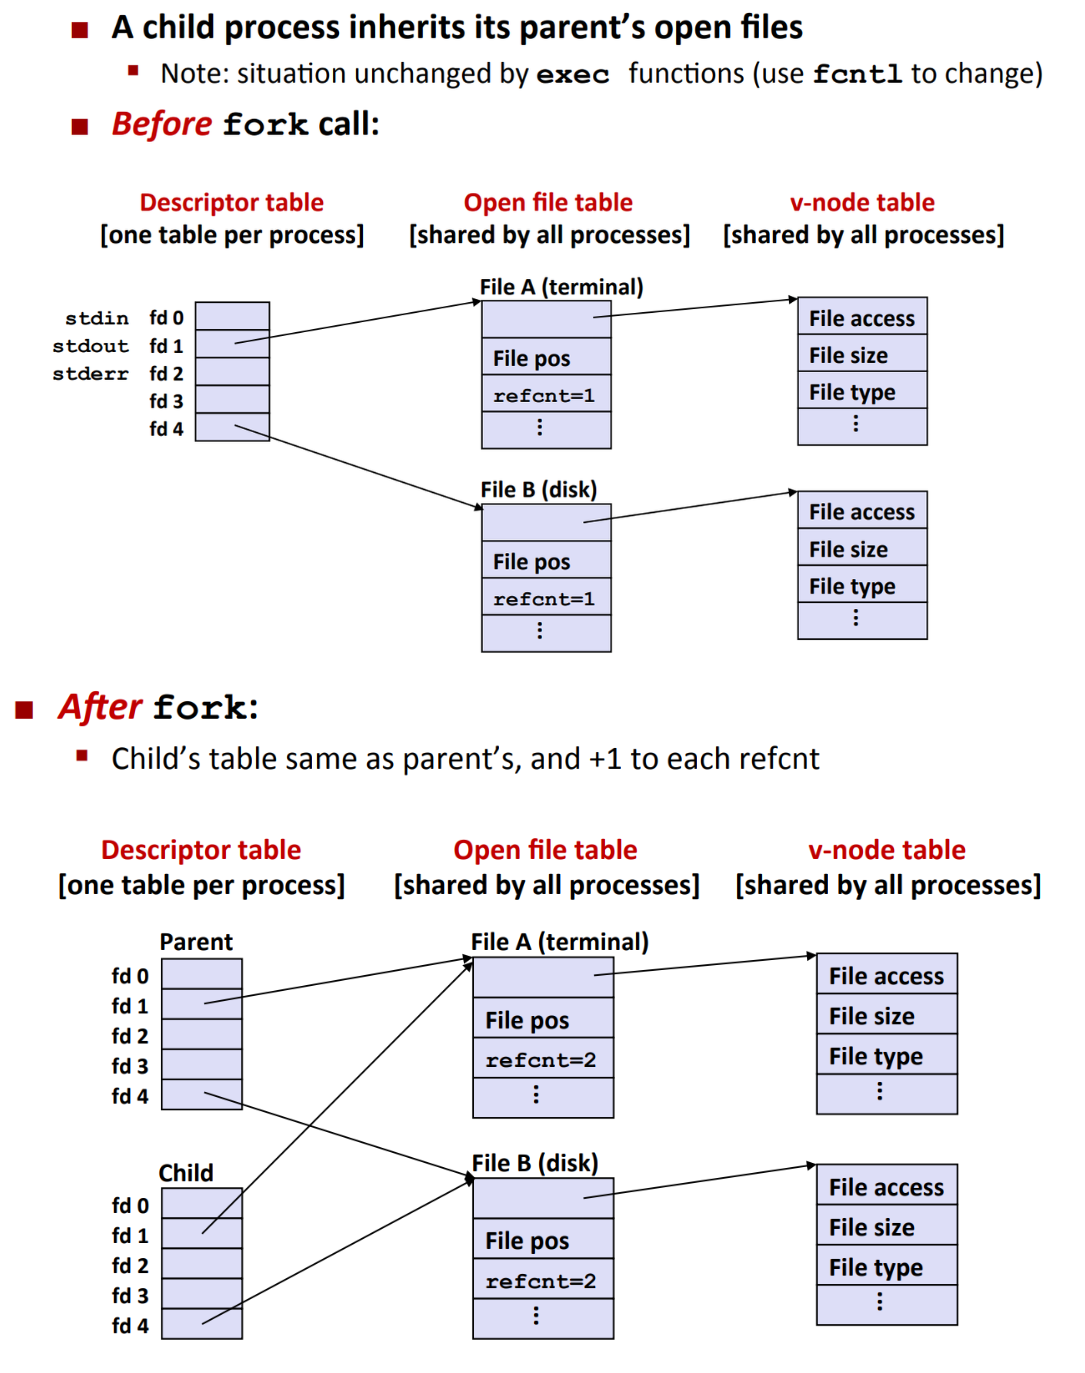 A child process inherits its parent's open files
Note: situation unchanged by exec functions (use fcntl to change)
Before fork call:
Descriptor table
[one table per process]
Open file table
[shared by all processes]
v-node table
[shared by all processes]
stdin fd 0
stdout fd 1
stderr fd 2
fd 3
fd 4
File A (terminal)
File pos
refcnt=1
⋮
File access
File size
File type
⋮
File B (disk)
File pos
refcnt=1
⋮
File access
File size
File type
⋮
After fork:
Child's table same as parent's, and +1 to each refcnt
Descriptor table
[one table per process]
Open file table
[shared by all processes]
v-node table
[shared by all processes]
Parent
fd 0
fd 1
fd 2
fd 3
fd 4
File A (terminal)
File pos
refcnt=2
⋮
File access
File size
File type
⋮
Child
fd 0
fd 1
fd 2
fd 3
fd 4
File B (disk)
File pos
refcnt=2
⋮
File access
File size
File type
⋮